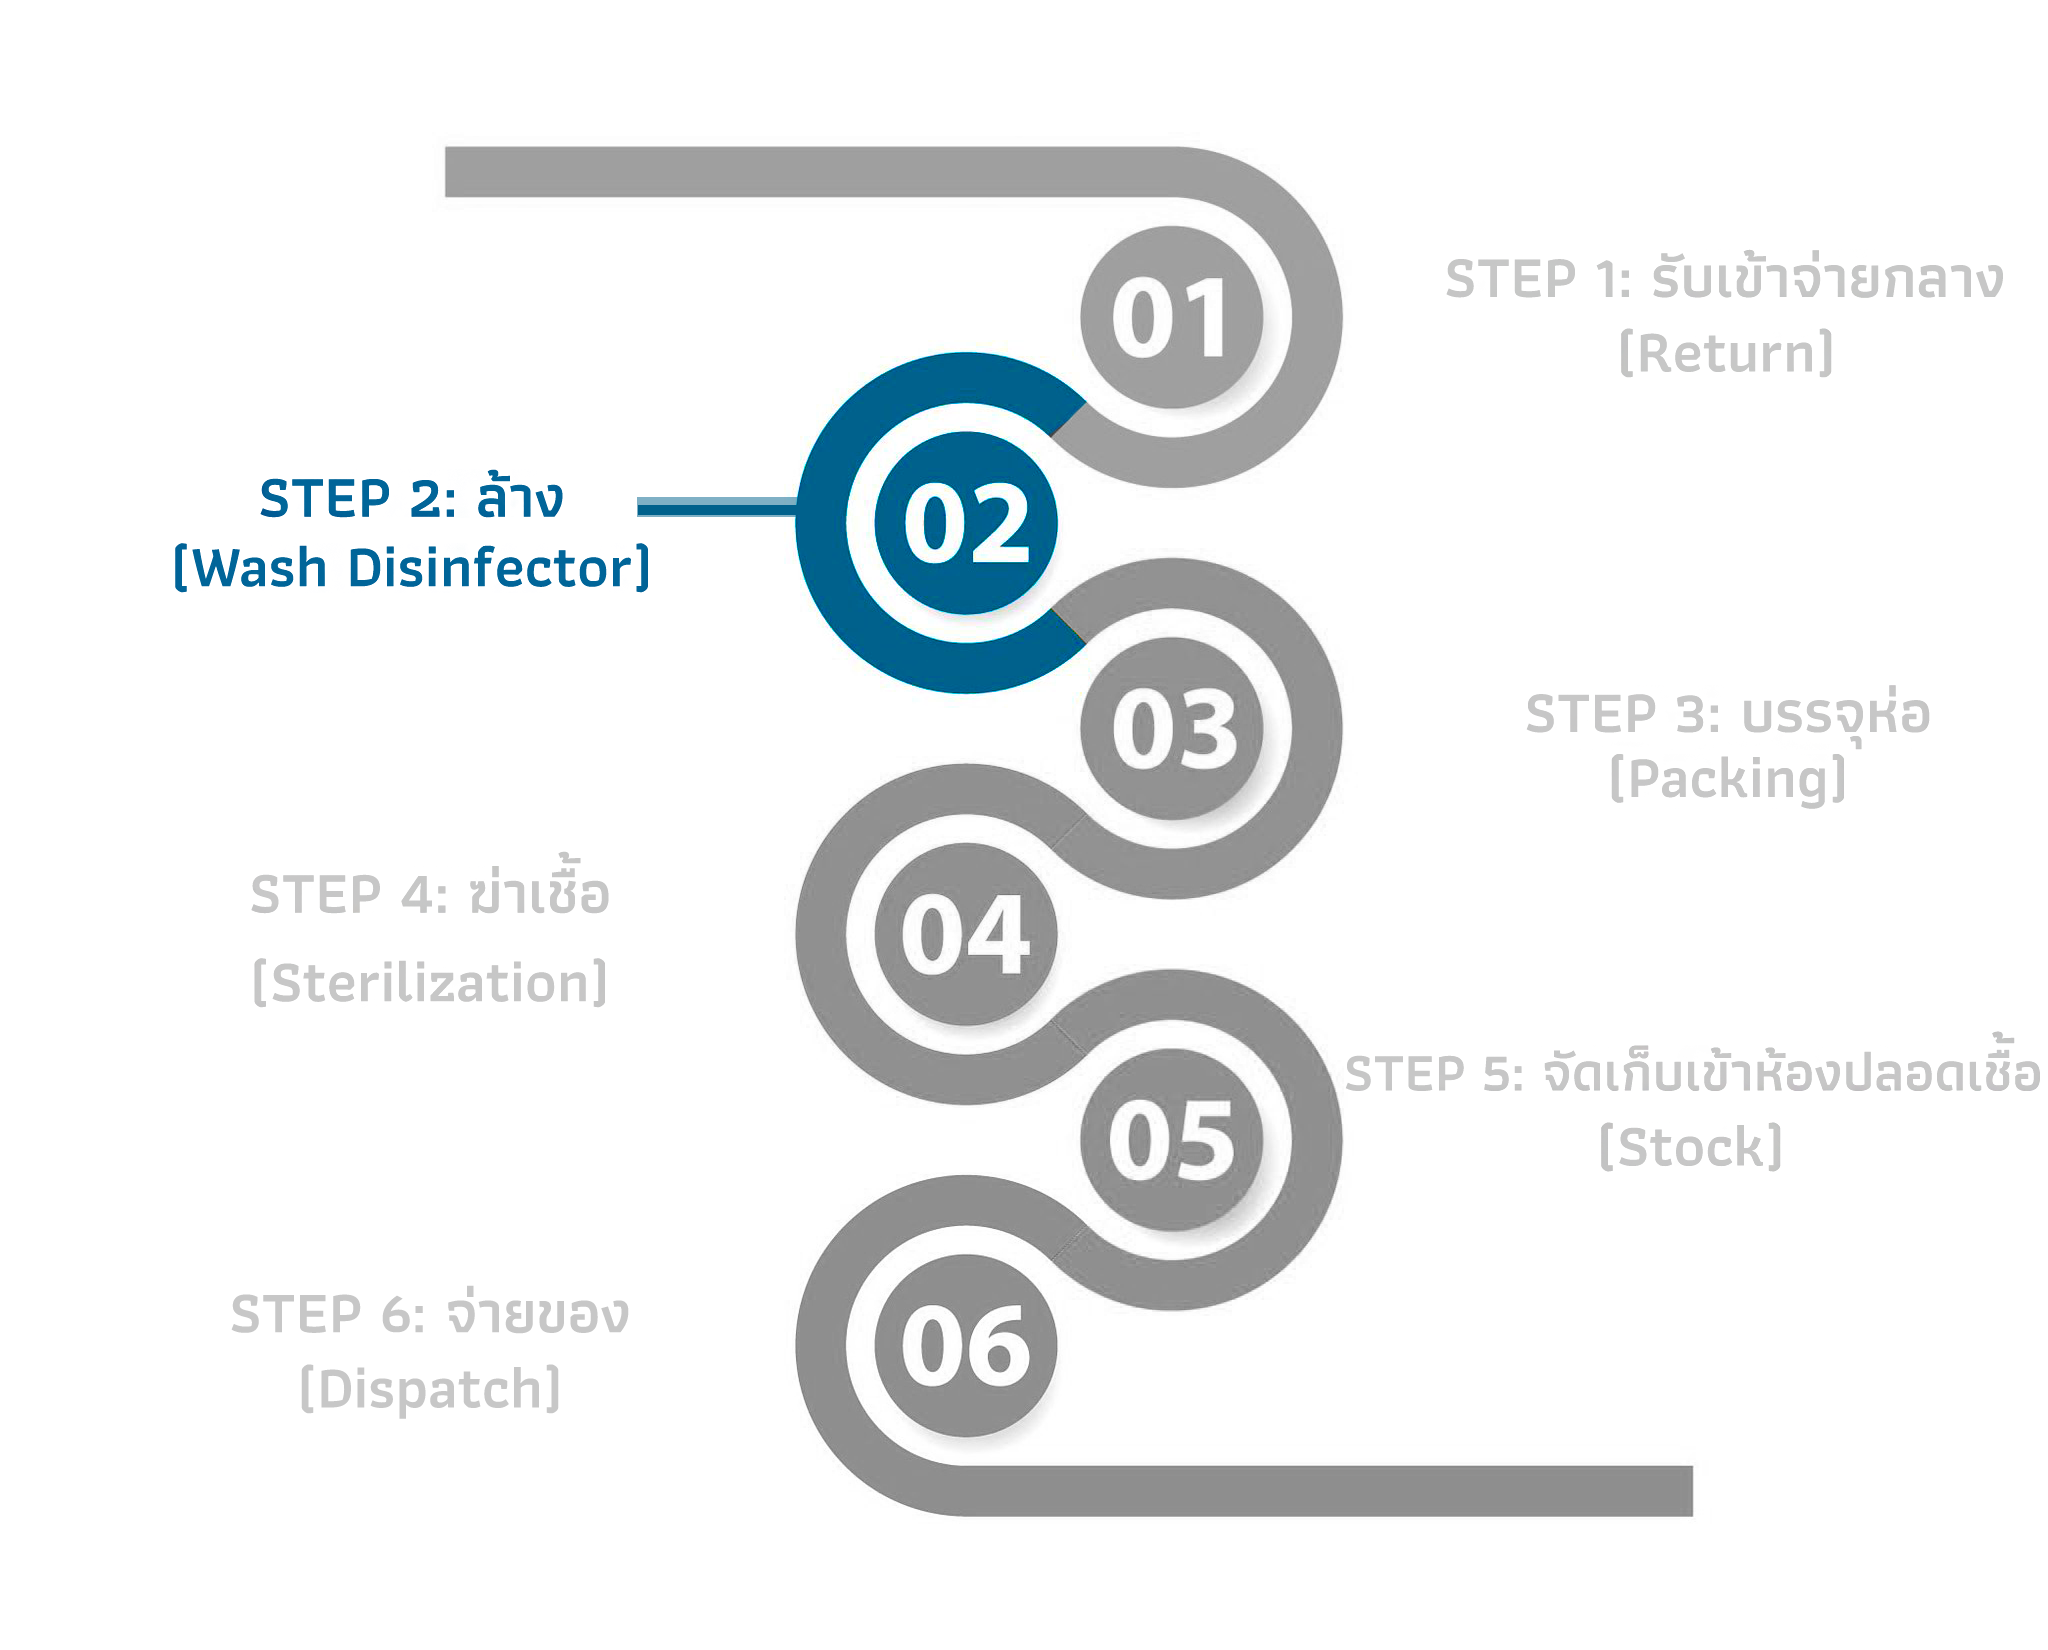 01
STEP 1: รับเข้าจ่ายกลาง
(Return)
02
STEP 2: ล้าง
(Wash Disinfector)
03
STEP 3: บรรจุห่อ
(Packing)
04
STEP 4: ฆ่าเชื้อ
(Sterilization)
05
STEP 5: จัดเก็บเข้าห้องปลอดเชื้อ
(Stock)
06
STEP 6: จ่ายของ
(Dispatch)